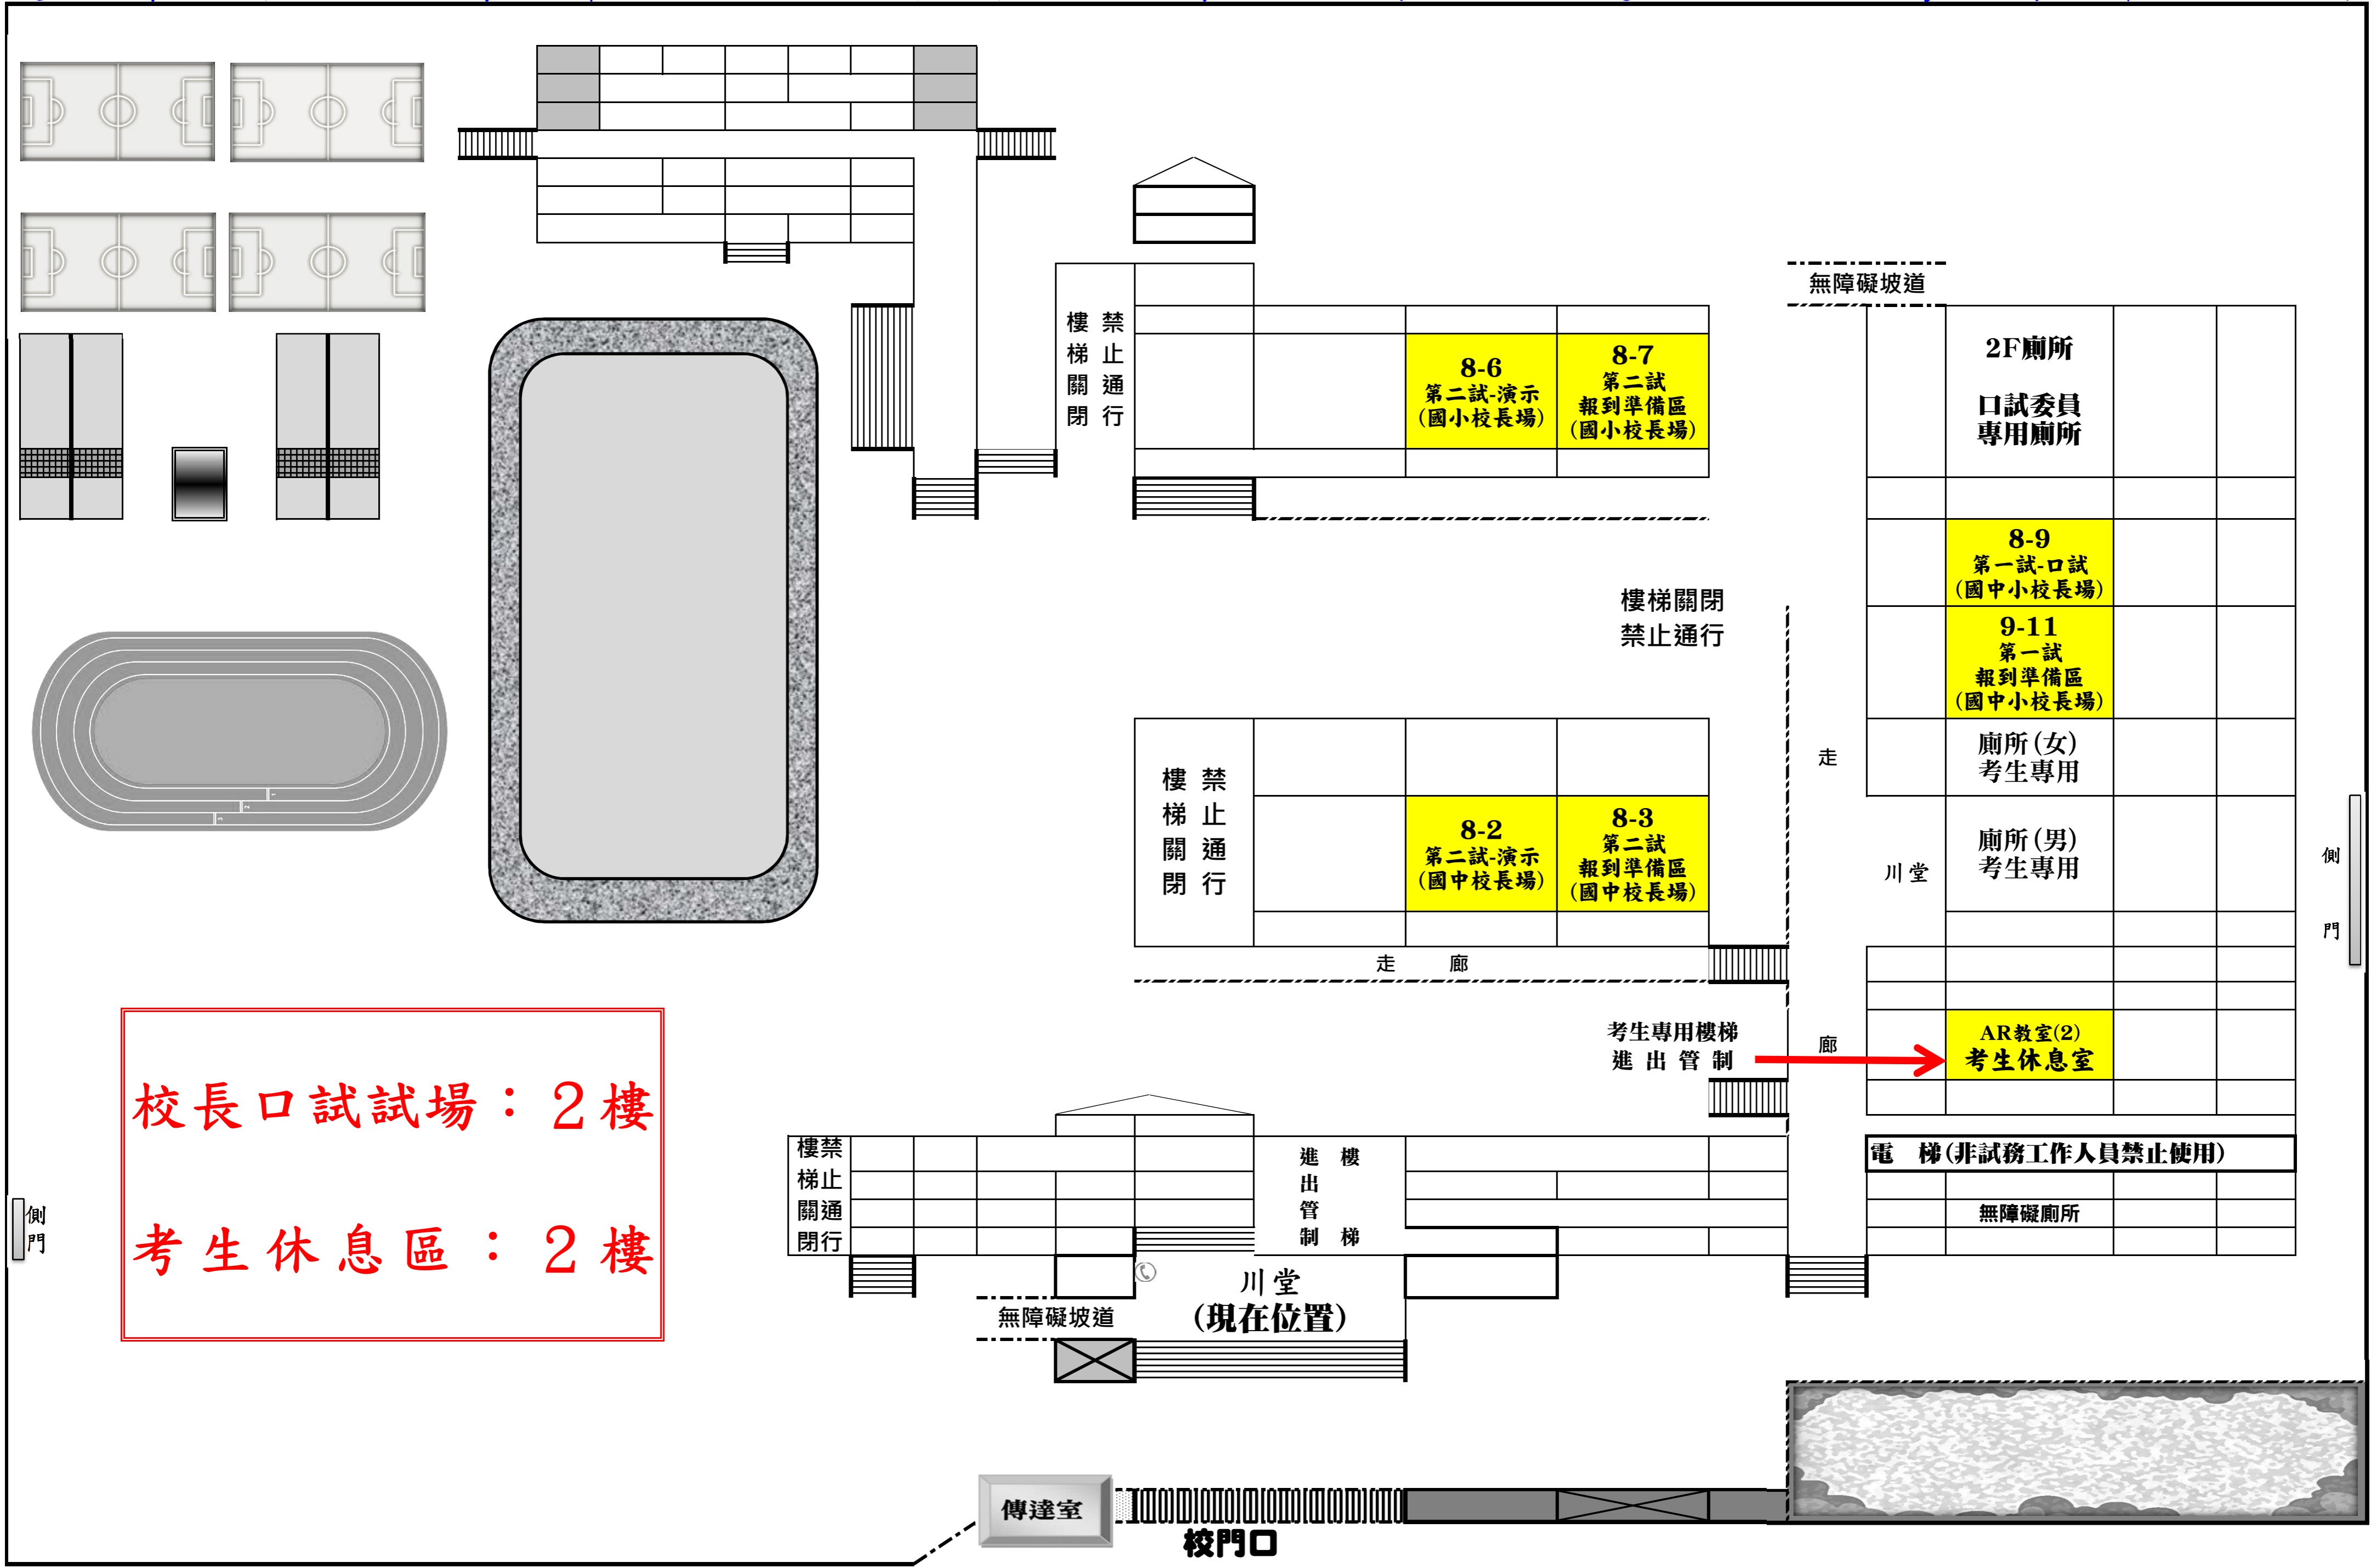 無障礙坡道
樓梯關閉
禁止通行
8-6
第二試-演示
(國小校長場)
8-7
第二試
報到準備區
(國小校長場)
2F廁所
口試委員
專用廁所
8-9
第一試-口試
(國中小校長場)
樓梯關閉
禁止通行
9-11
第一試
報到準備區
(國中小校長場)
廁所(女)
考生專用
走
樓梯關閉
禁止通行
8-2
第二試-演示
(國中校長場)
8-3
第二試
報到準備區
(國中校長場)
廁所(男)
考生專用
川堂
側門
走 廊
考生專用樓梯
進出管制
廊
AR教室(2)
考生休息室
校長口試試場：２樓
考生休息區：２樓
樓梯關閉
禁止通行
樓梯
進出管制
電 梯(非試務工作人員禁止使用)
無障礙廁所
側門
川堂
(現在位置)
無障礙坡道
傳達室
校門口